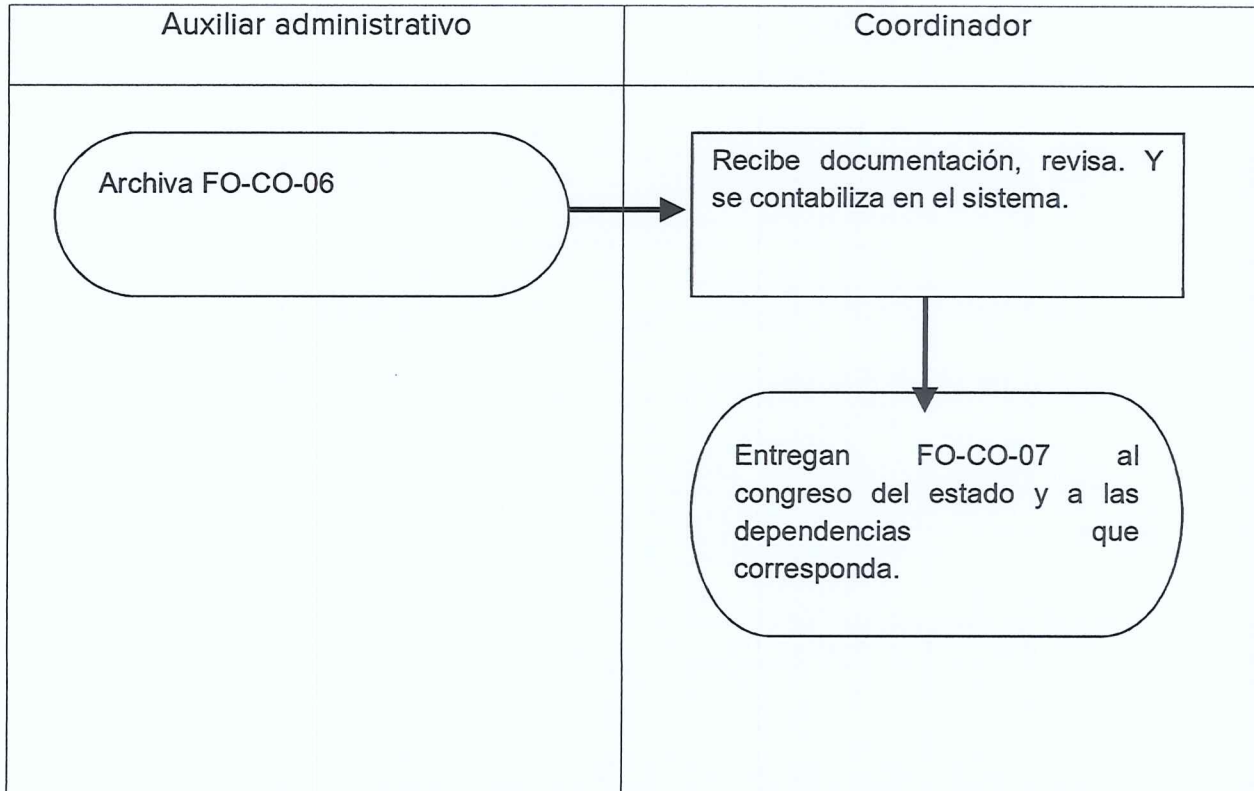 Auxiliar administrativo
Coordinador
Archiva FO-CO-06
Recibe documentación, revisa. Y
se contabiliza en el sistema.
Entregan FO-CO-07 al
congreso del estado y a las
dependencias que
corresponda.